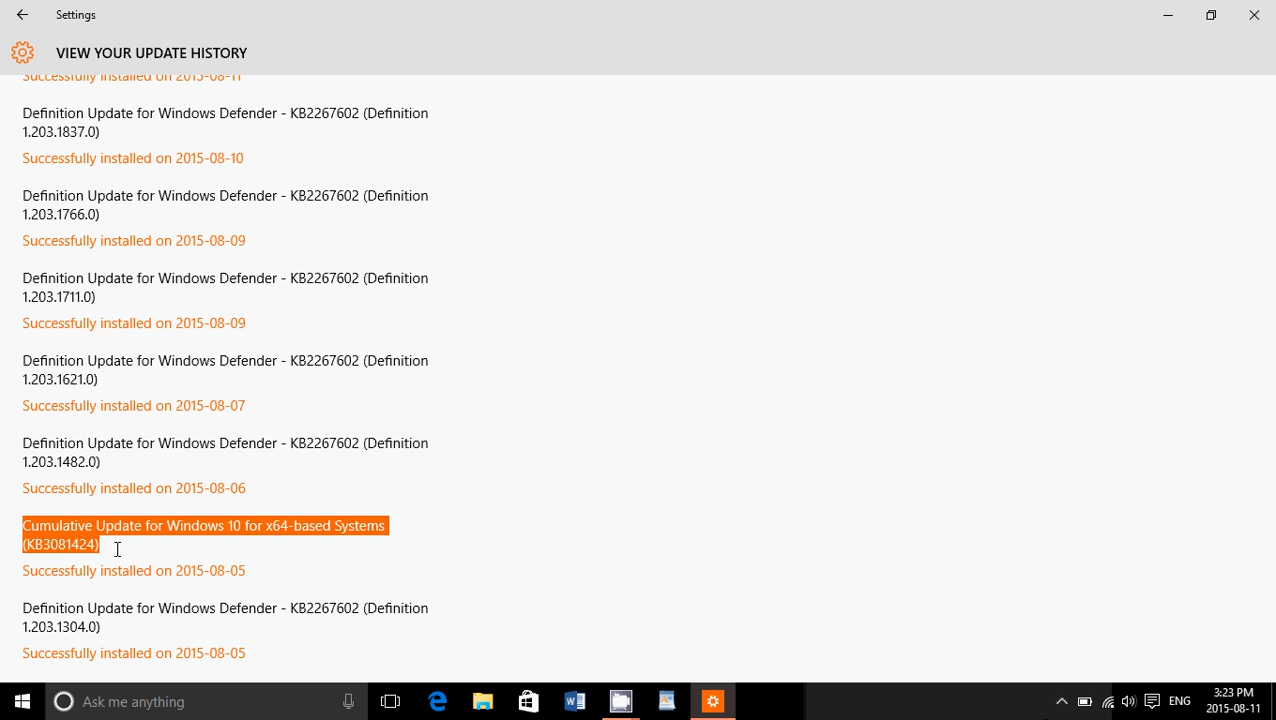 Settings
VIEW YOUR UPDATE HISTORY
Successfully installed on 2015-08-11
Definition Update for Windows Defender - KB2267602 (Definition
1.203.1837.0)
Successfully installed on 2015-08-10
Definition Update for Windows Defender - KB2267602 (Definition
1.203.1766.0)
Successfully installed on 2015-08-09
Definition Update for Windows Defender - KB2267602 (Definition
1.203.1711.0)
Successfully installed on 2015-08-09
Definition Update for Windows Defender - KB2267602 (Definition
1.203.1621.0)
Successfully installed on 2015-08-07
Definition Update for Windows Defender - KB2267602 (Definition
1.203.1482.0)
Successfully installed on 2015-08-06
Cumulative Update for Windows 10 for x64-based Systems
(KB3081424)
Successfully installed on 2015-08-05
Definition Update for Windows Defender - KB2267602 (Definition
1.203.1304.0)
Successfully installed on 2015-08-05
Ask me anything
ENG
3:23 PM
2015-08-11